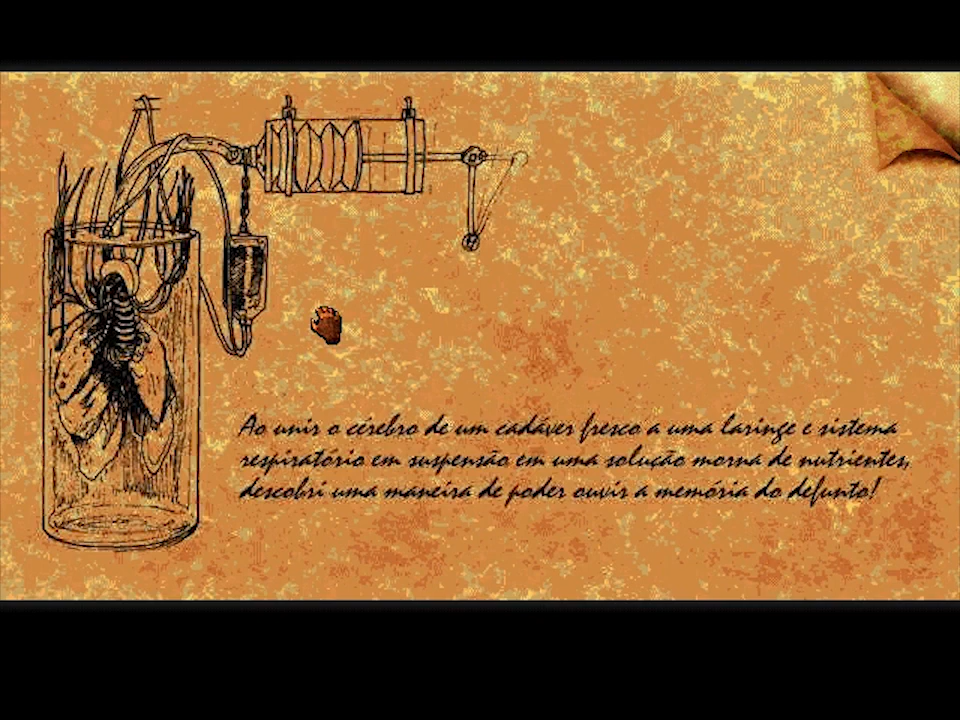 Ao unir o cérebro de um cadáver fresco a uma laringe e sistema
respiratório em suspensão em uma solução morna de nutrientes,
descobri uma maneira de poder ouvir a memória do defunto!